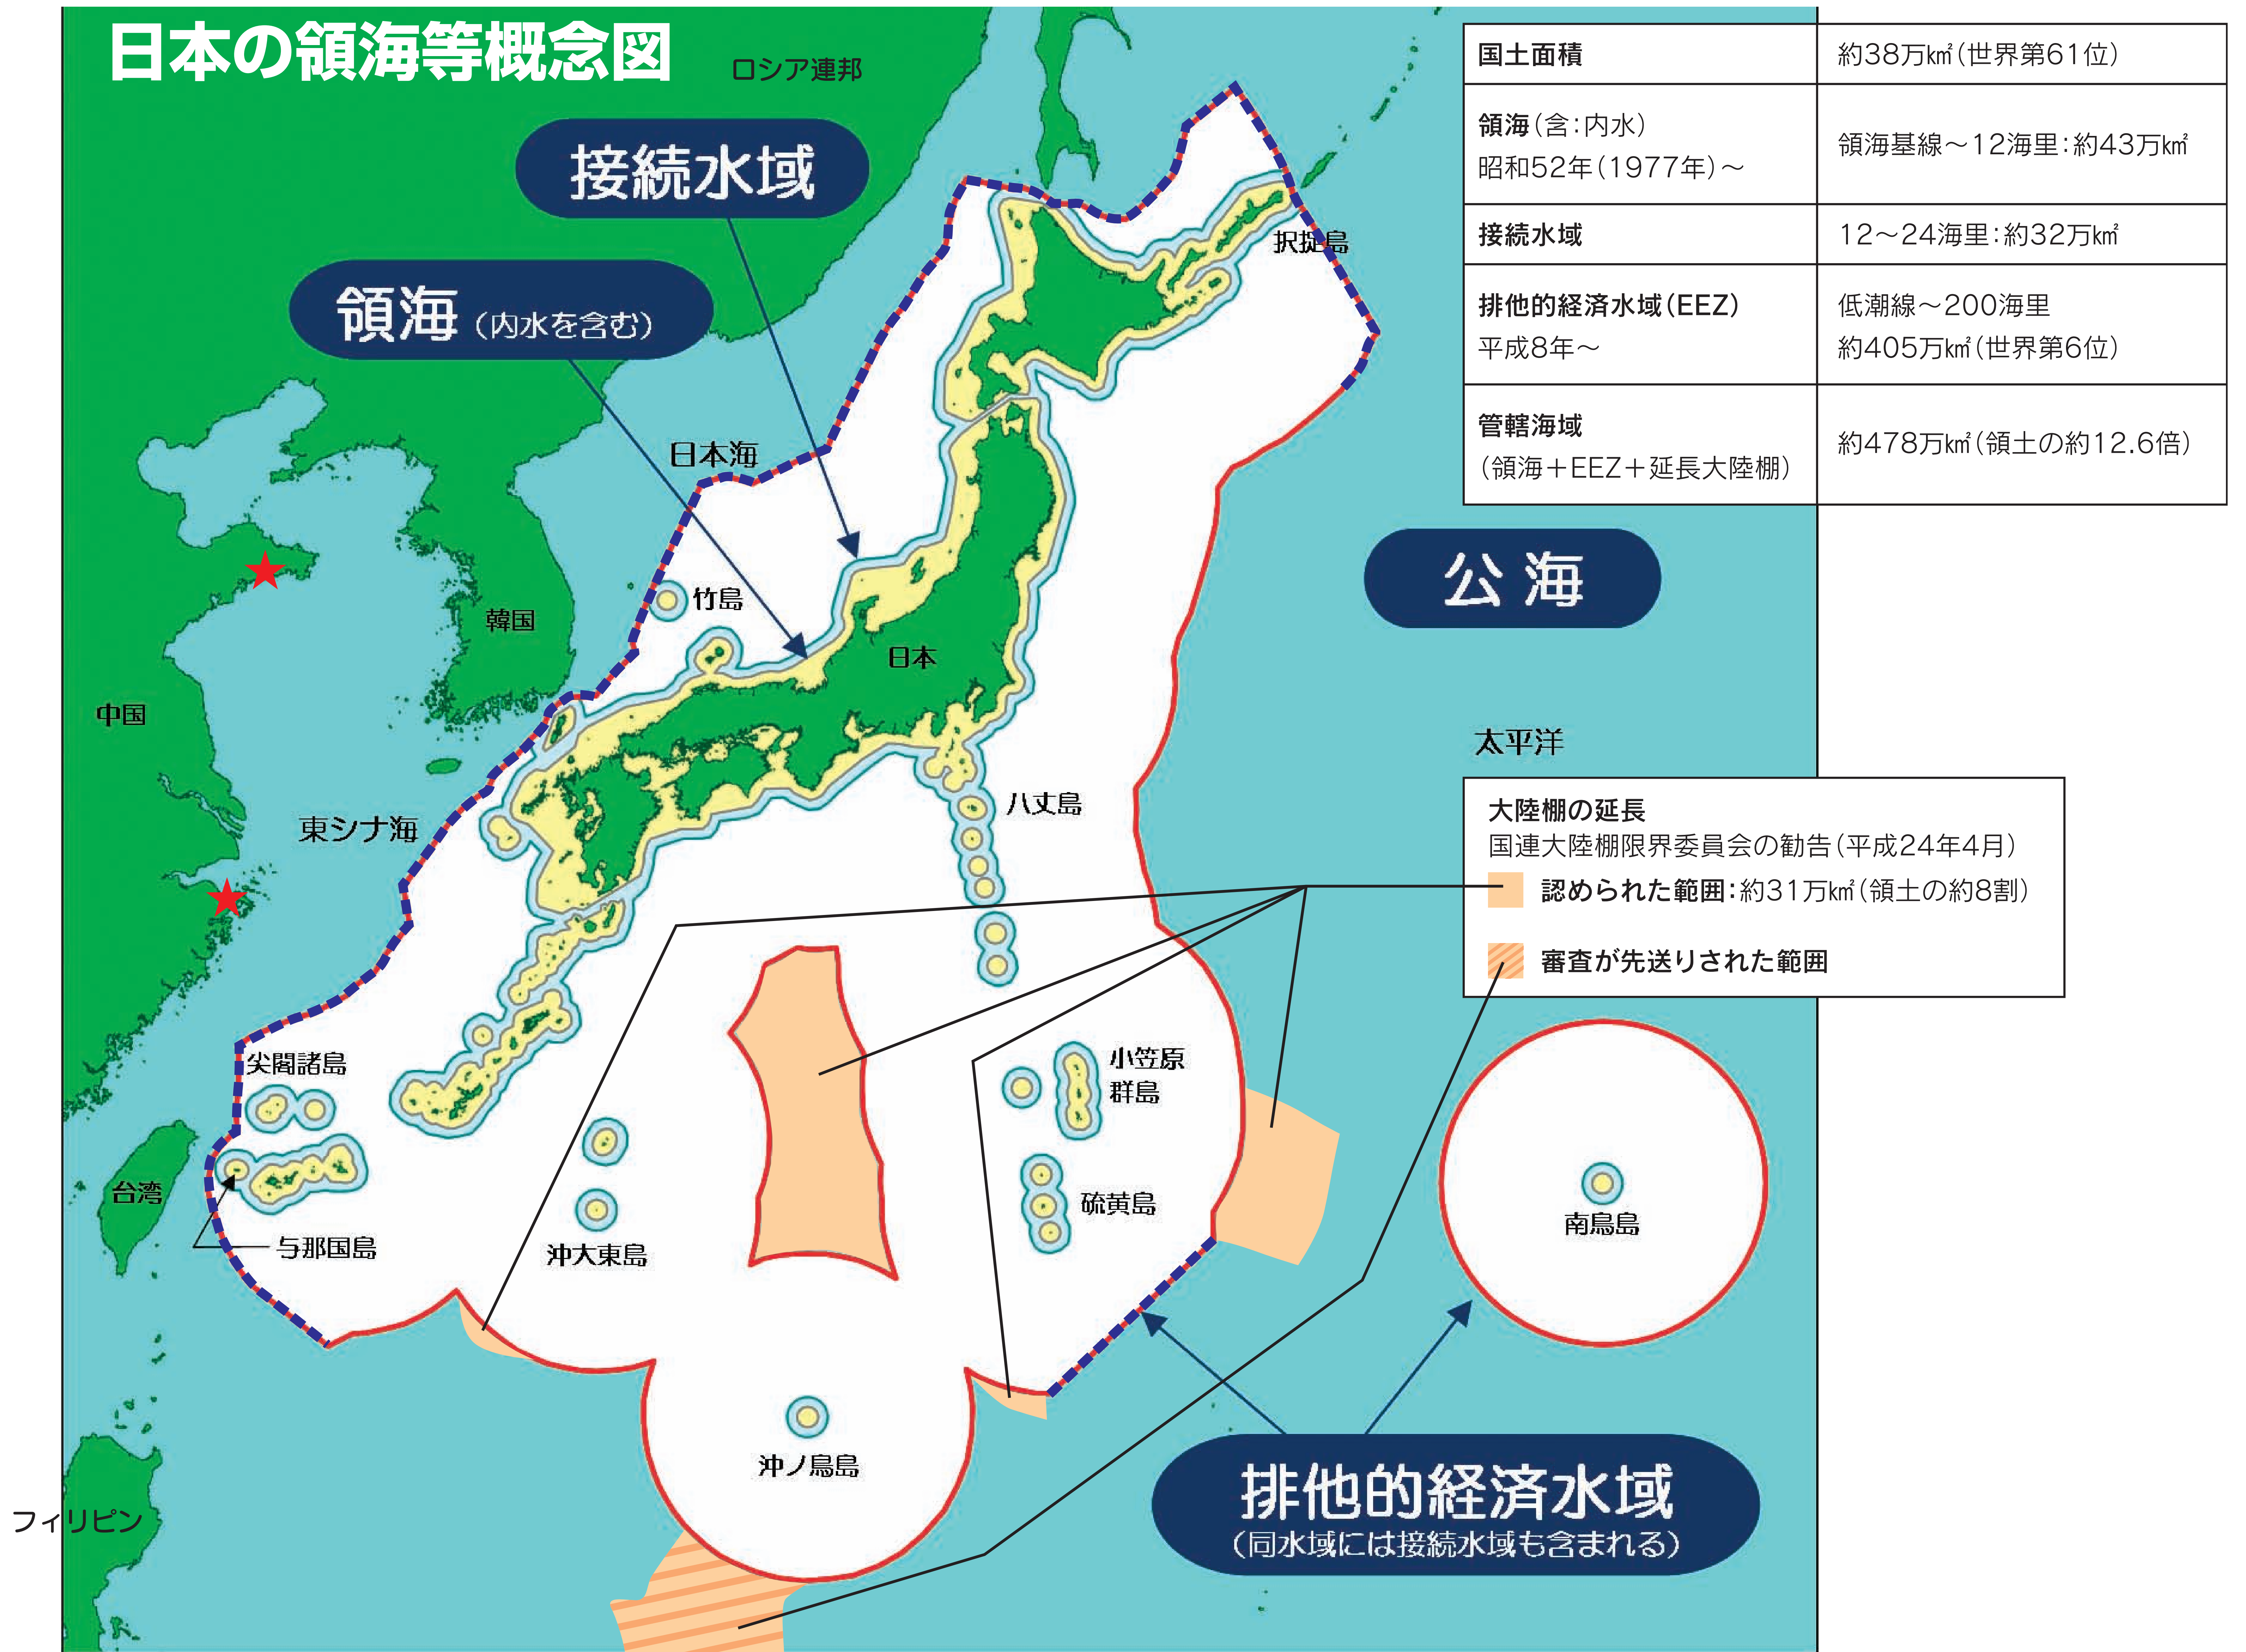 日本の領海等概念図
ロシア連邦
接続水域
領海（内水を含む）
国土面積
約38万㎢（世界第61位）
領海（含：内水）
昭和52年（1977年）～
領海基線～12海里：約43万㎢
接続水域
12～24海里：約32万㎢
排他的経済水域（EEZ）
平成8年～
低潮線～200海里
約405万㎢（世界第6位）
管轄海域
（領海＋EEZ＋延長大陸棚）
約478万㎢（領土の約12.6倍）
択捉島
日本海
公海
竹島
韓国
日本
中国
太平洋
八丈島
東シナ海
大陸棚の延長
国連大陸棚限界委員会の勧告（平成24年4月）
認められた範囲：約31万㎢（領土の約8割）
審査が先送りされた範囲
尖閣諸島
小笠原
群島
台湾
硫黄島
南鳥島
与那国島
沖大東島
沖ノ鳥島
フィリピン
排他的経済水域
（同水域には接続水域も含まれる）